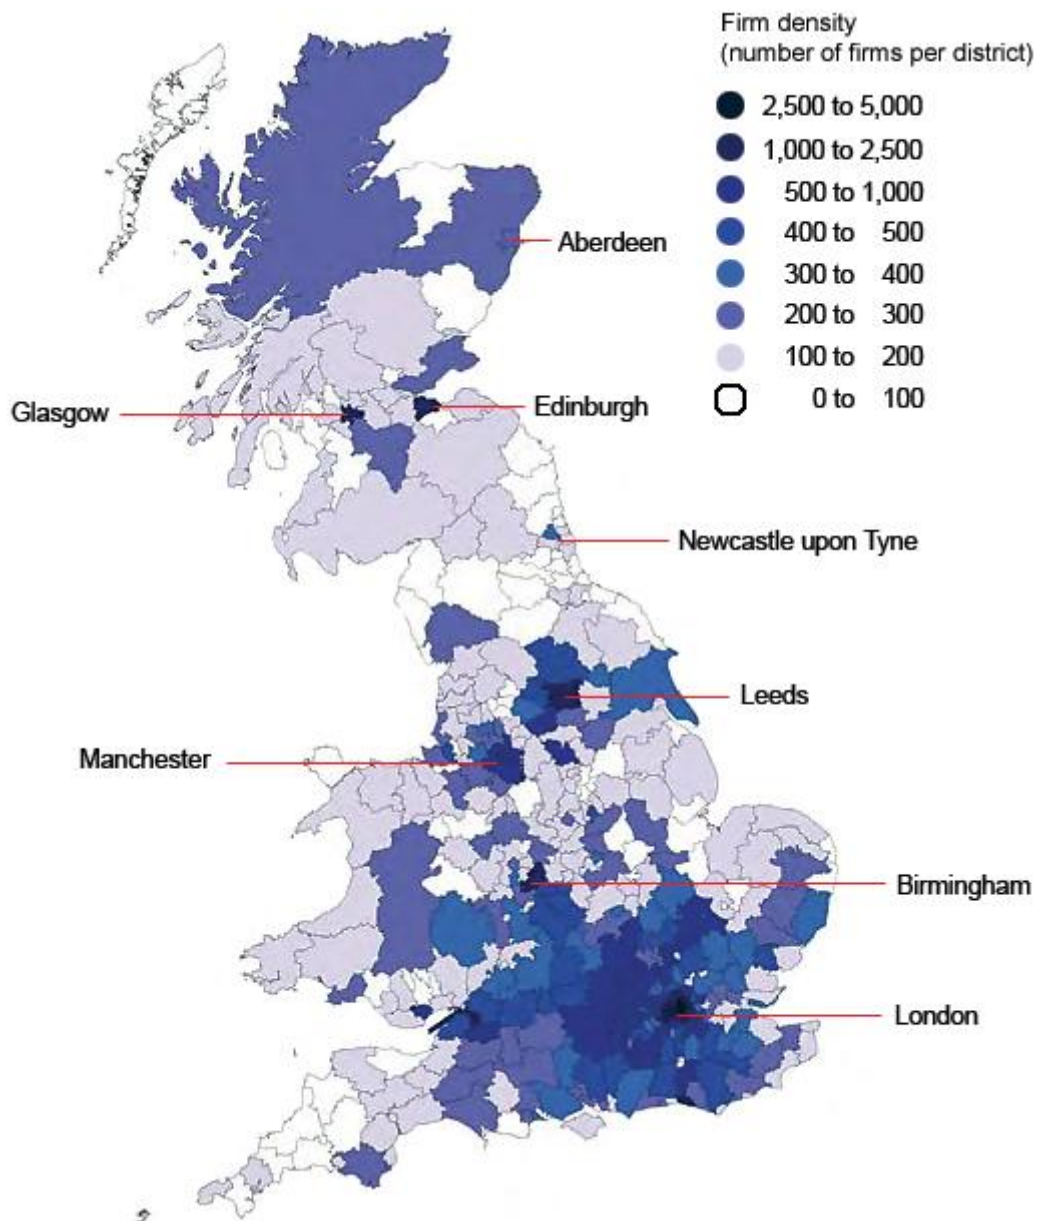 Firm density
(number of firms per district)
2,500 to 5,000
1,000 to 2,500
500 to 1,000
400 to 500
300 to 400
200 to 300
100 to 200
0 to 100
Aberdeen
Glasgow
Edinburgh
Newcastle upon Tyne
Leeds
Manchester
Birmingham
London